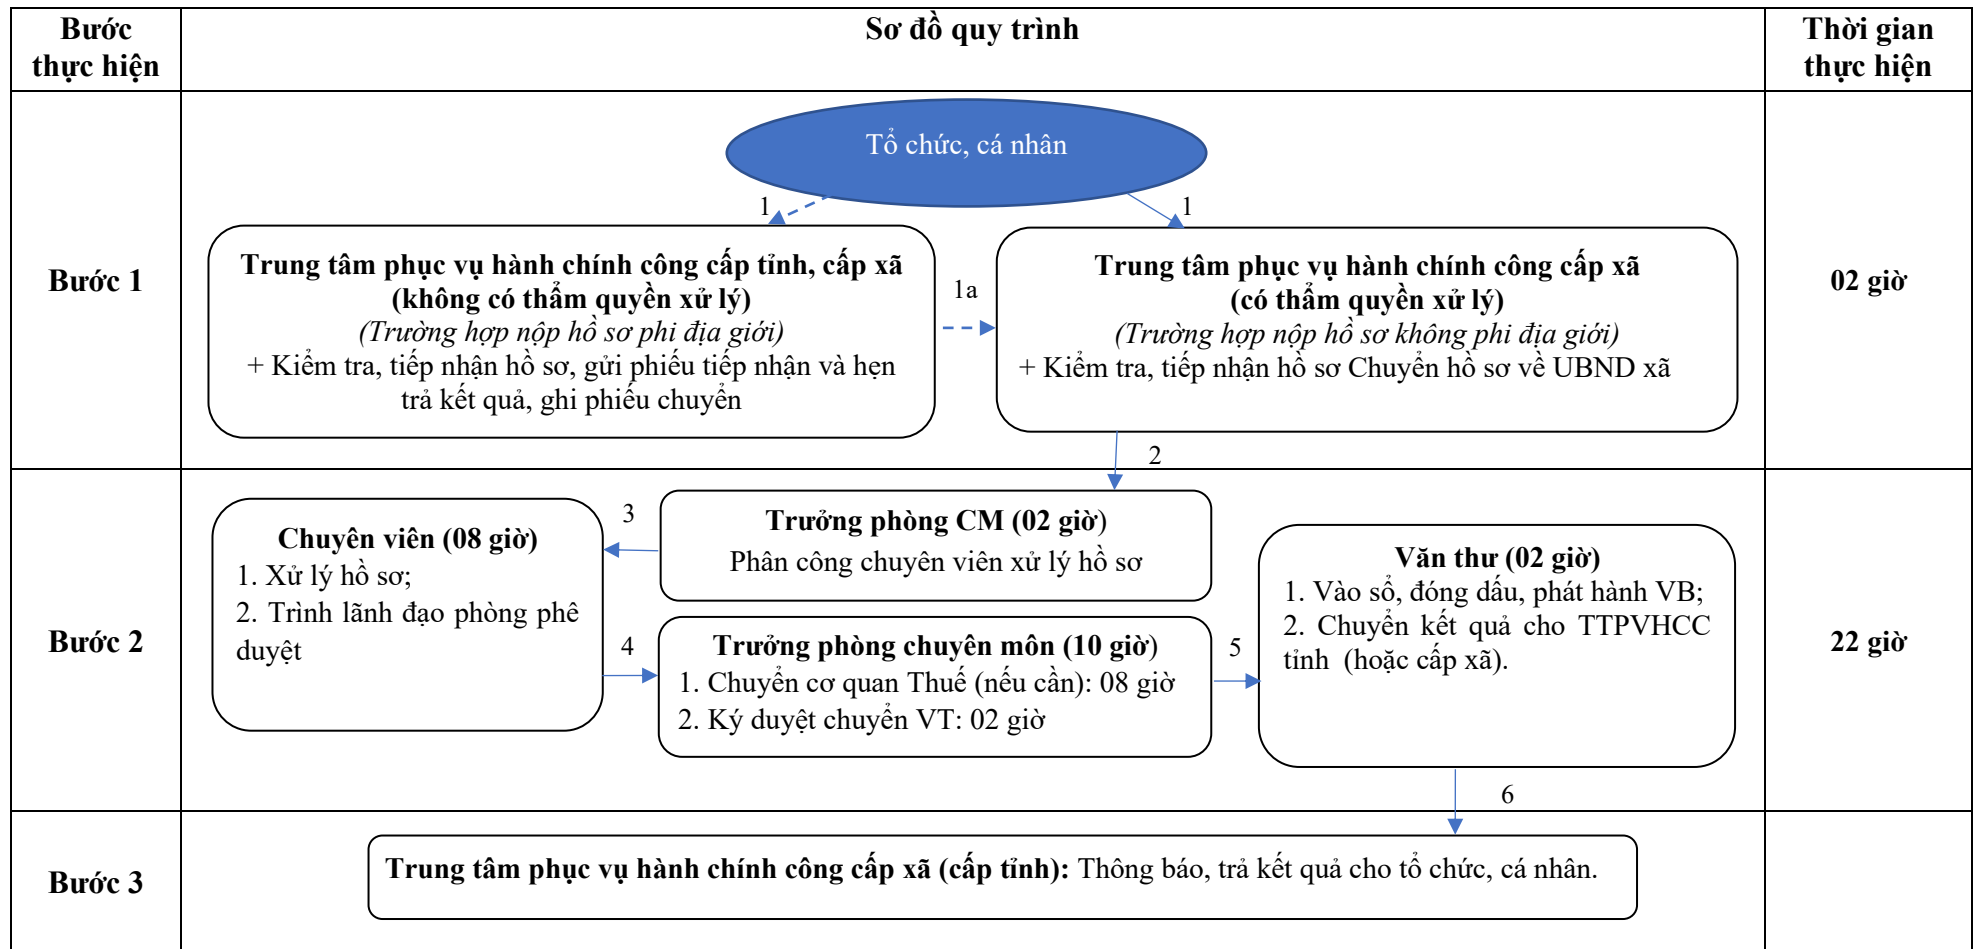 Bước
thực hiện
Sơ đồ quy trình
Thời gian
thực hiện
Bước 1
Tổ chức, cá nhân
1
1
Trung tâm phục vụ hành chính công cấp tỉnh, cấp xã
(không có thẩm quyền xử lý)
(Trường hợp nộp hồ sơ phi địa giới)
+ Kiểm tra, tiếp nhận hồ sơ, gửi phiếu tiếp nhận và hẹn
trả kết quả, ghi phiếu chuyển
1a
Trung tâm phục vụ hành chính công cấp xã
(có thẩm quyền xử lý)
(Trường hợp nộp hồ sơ không phi địa giới)
+ Kiểm tra, tiếp nhận hồ sơ Chuyển hồ sơ về UBND xã
02 giờ
2
Bước 2
Chuyên viên (08 giờ)
1. Xử lý hồ sơ;
2. Trình lãnh đạo phòng phê
duyệt
3
Trưởng phòng CM (02 giờ)
Phân công chuyên viên xử lý hồ sơ
4
Trưởng phòng chuyên môn (10 giờ)
1. Chuyển cơ quan Thuế (nếu cần): 08 giờ
2. Ký duyệt chuyển VT: 02 giờ
5
Văn thư (02 giờ)
1. Vào sổ, đóng dấu, phát hành VB;
2. Chuyển kết quả cho TTPVHCC
tỉnh (hoặc cấp xã).
22 giờ
6
Bước 3
Trung tâm phục vụ hành chính công cấp xã (cấp tỉnh): Thông báo, trả kết quả cho tổ chức, cá nhân.